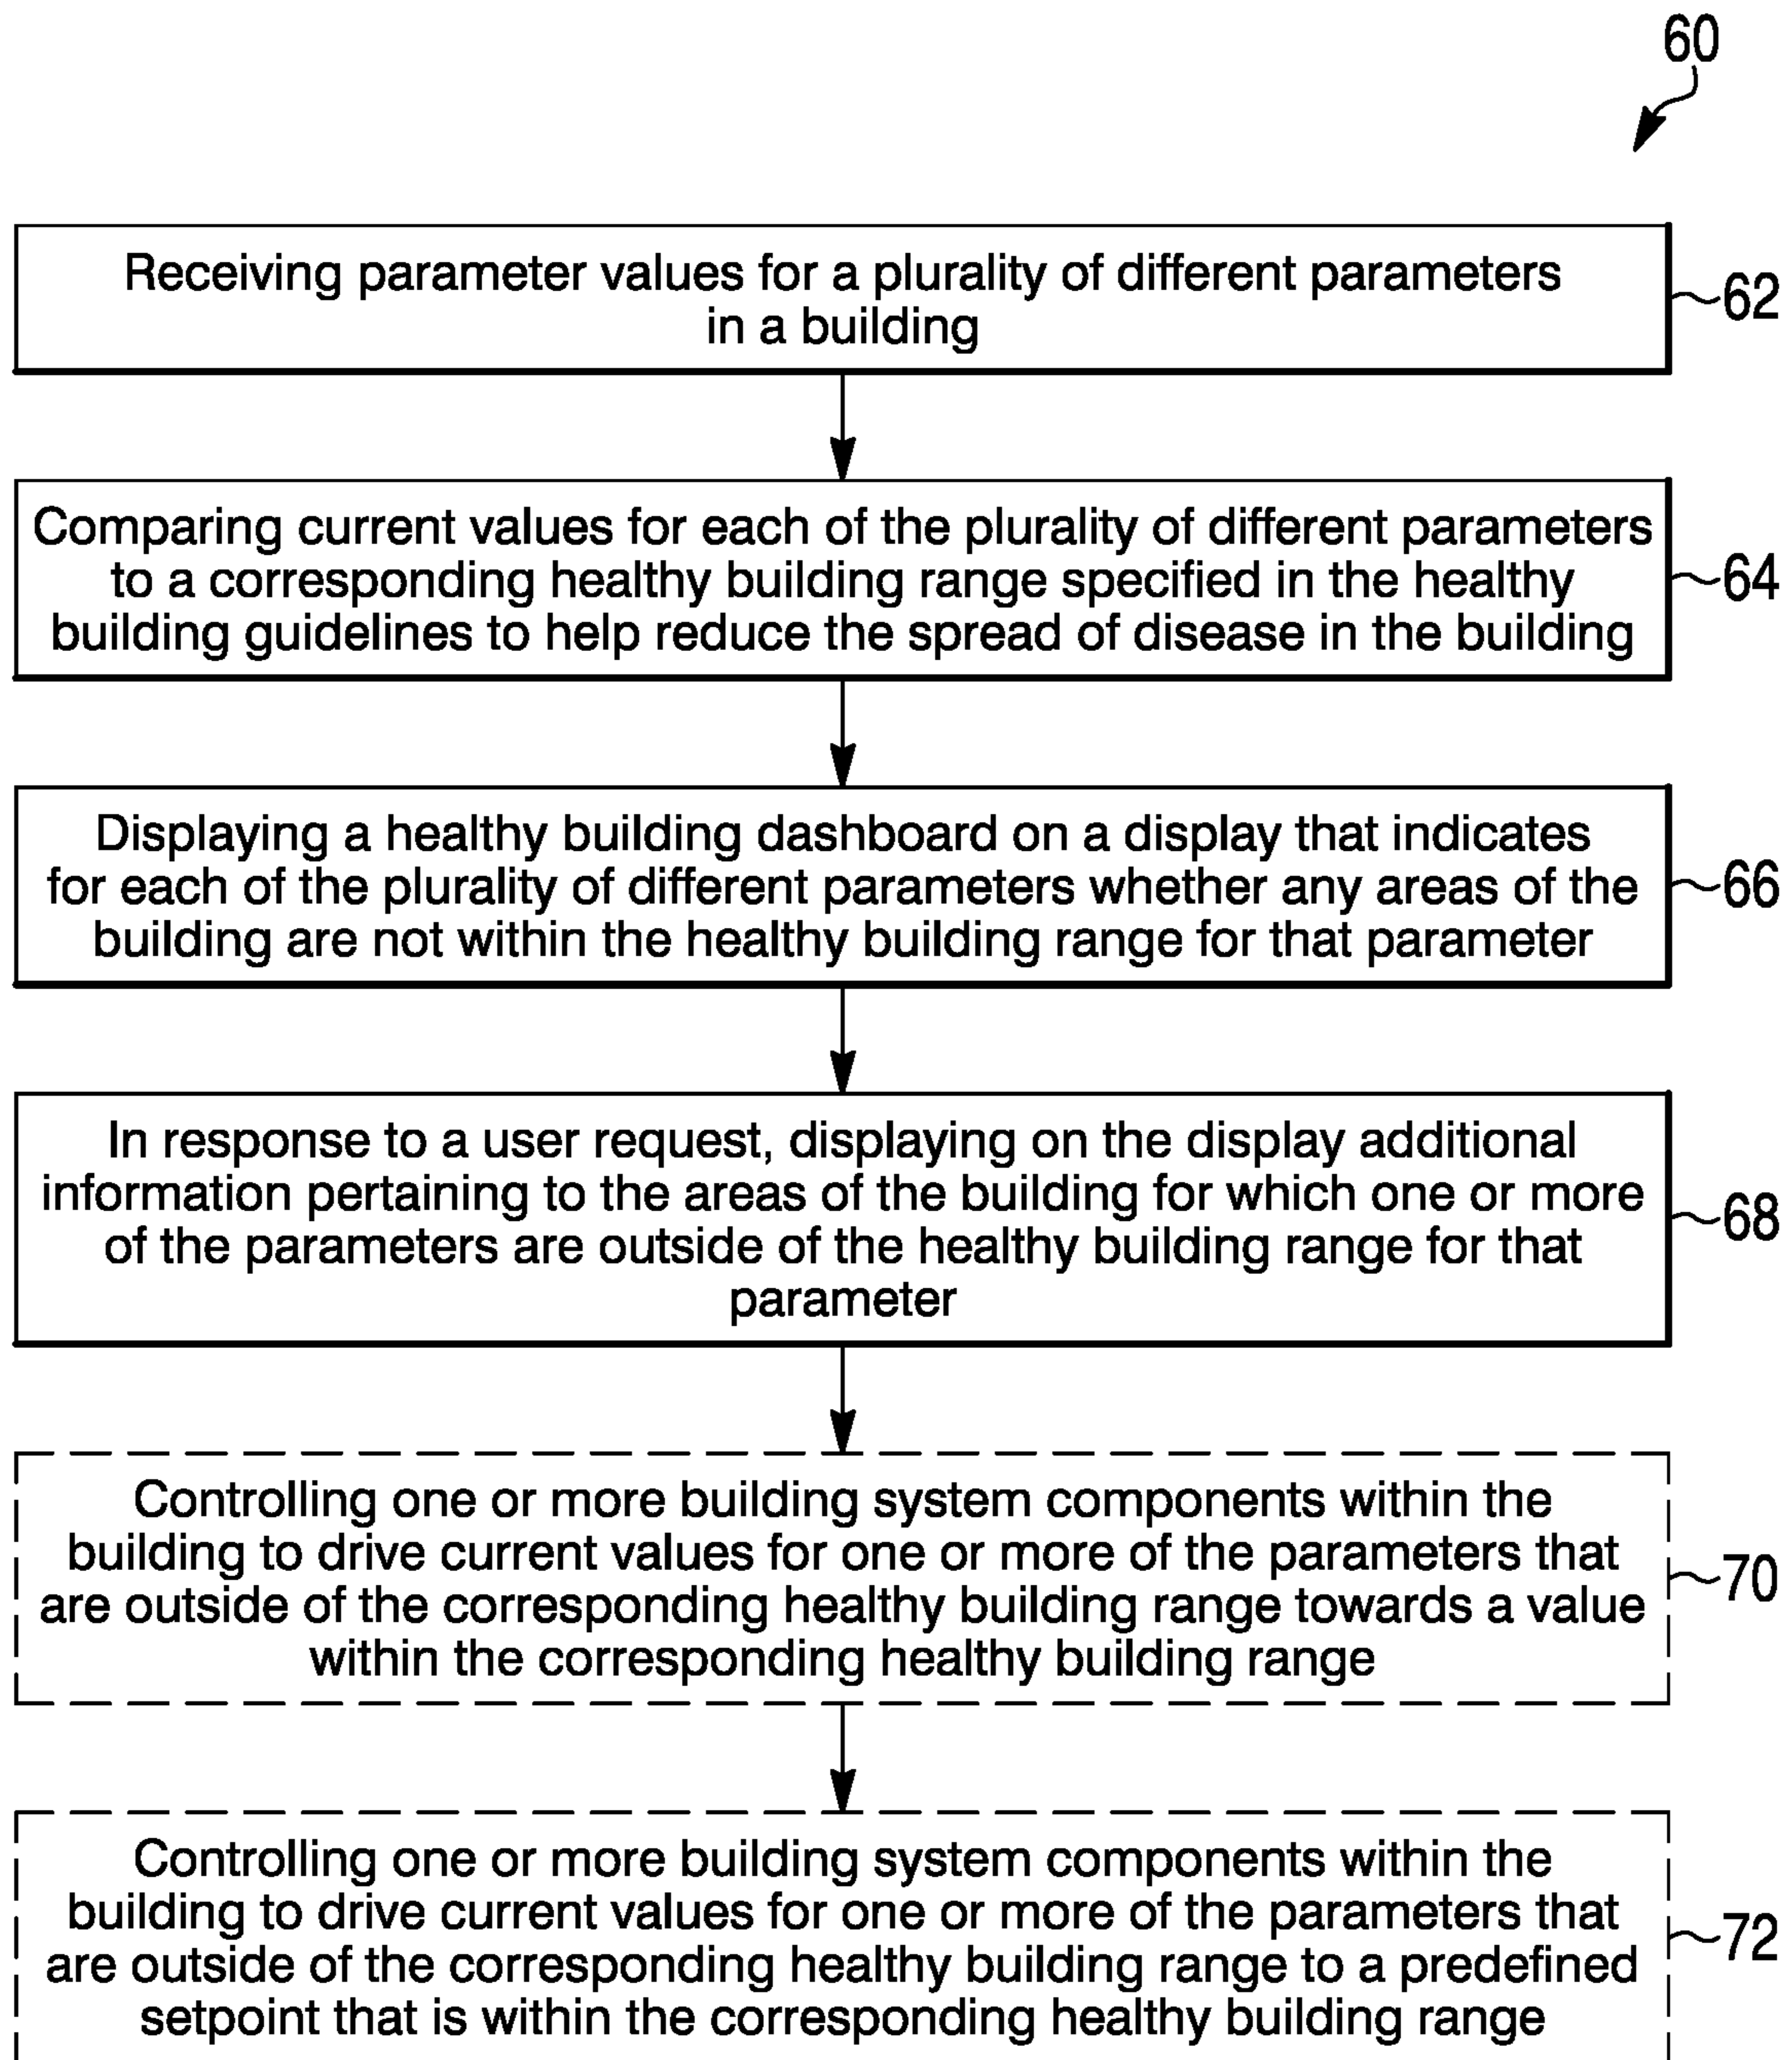 60
Receiving parameter values for a plurality of different parameters
in a building
62
Comparing current values for each of the plurality of different parameters
to a corresponding healthy building range specified in the healthy
building guidelines to help reduce the spread of disease in the building
64
Displaying a healthy building dashboard on a display that indicates
for each of the plurality of different parameters whether any areas of the
building are not within the healthy building range for that parameter
66
In response to a user request, displaying on the display additional
information pertaining to the areas of the building for which one or more
of the parameters are outside of the healthy building range for that
parameter
68
Controlling one or more building system components within the
building to drive current values for one or more of the parameters that
are outside of the corresponding healthy building range towards a value
within the corresponding healthy building range
70
Controlling one or more building system components within the
building to drive current values for one or more of the parameters that
are outside of the corresponding healthy building range to a predefined
setpoint that is within the corresponding healthy building range
72